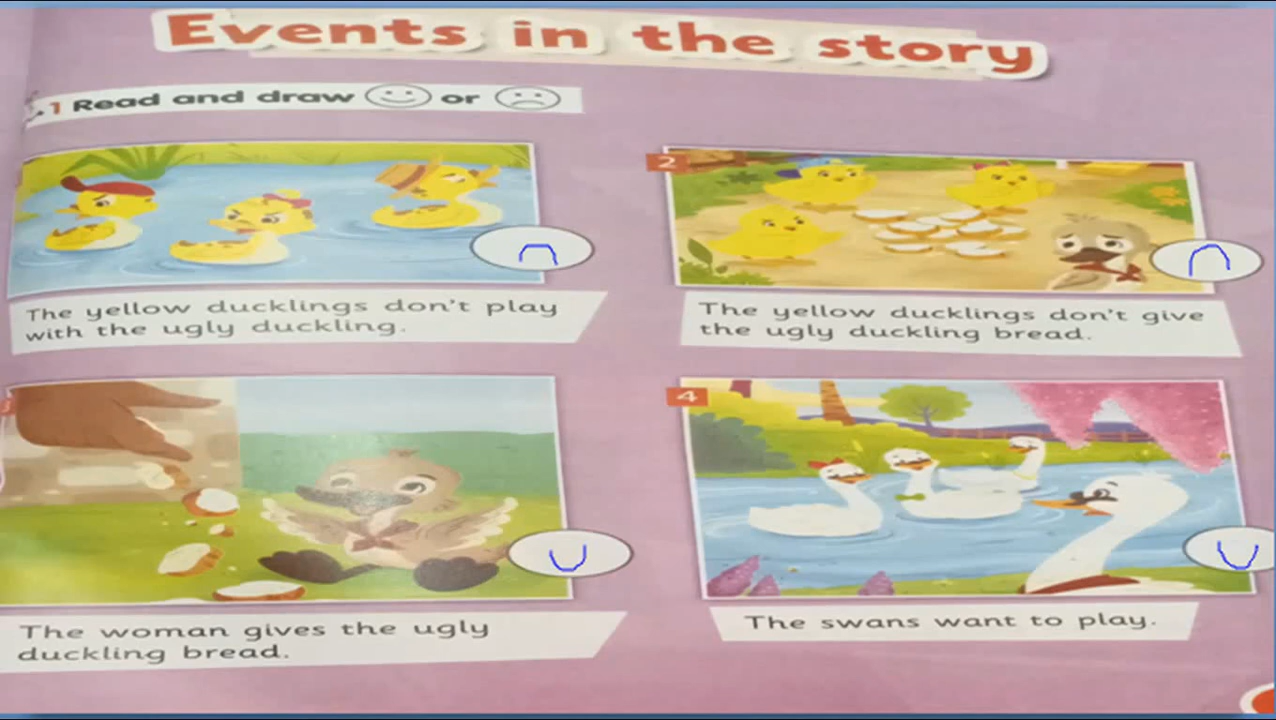 Events in the story
1 Read and draw or
The yellow ducklings don't play
with the ugly duckling.
2
The yellow ducklings don't give
the ugly duckling bread.
3
The woman gives the ugly
duckling bread.
4
The swans want to play.